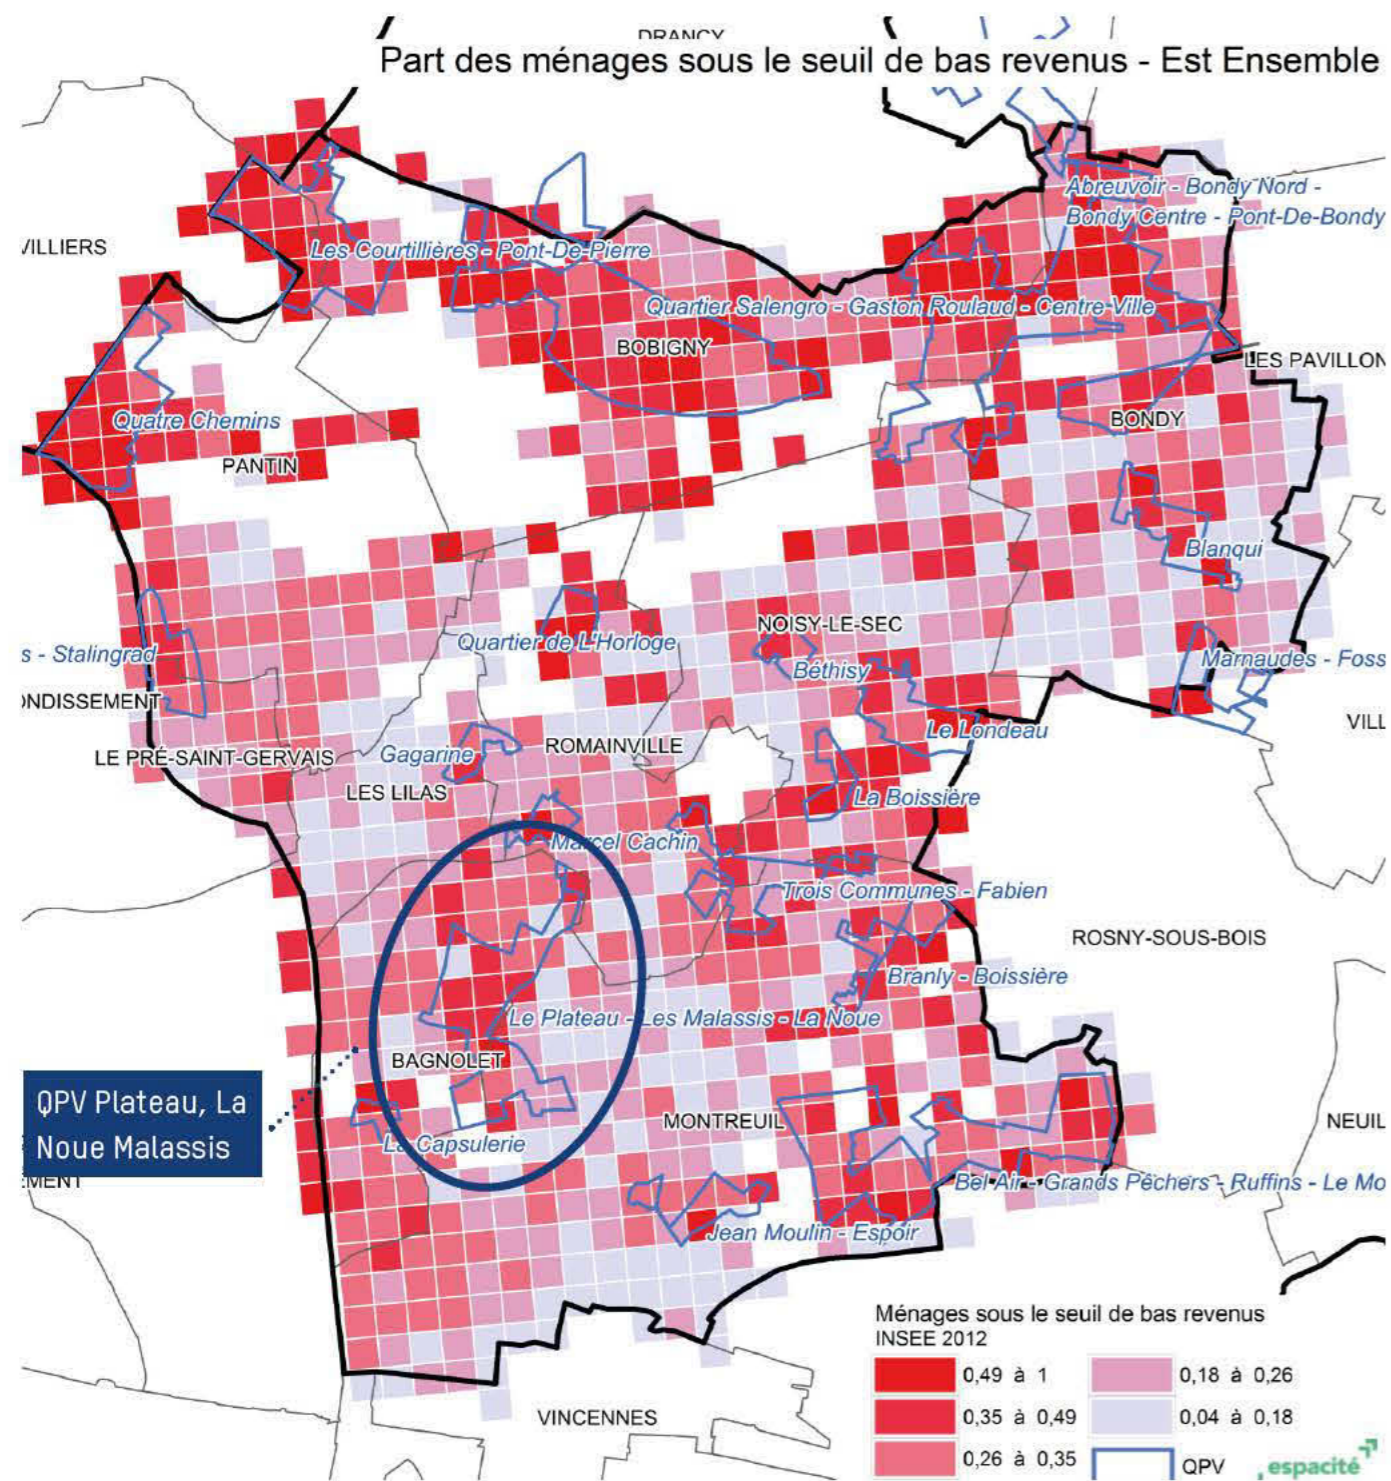 DRANCY
Part des ménages sous le seuil de bas revenus - Est Ensemble
Abreuvoir - Bondy Nord -
Bondy Centre - Pont-De-Bondy
VILLIERS
Les Courtillières - Pont-De-Pierre
Quartier Salengro - Gaston Roulaud - Centre Ville
BOBIGNY
LES PAVILLON
Quatre Chemins
BONDY
PANTIN
Blanqui
NOISY-LE-SEC
Quartier de L'Horloge
s - Stalingrad
Béthisy
Marnaudes - Foss
ONDISSEMENT
VILL
Le Londeau
LE PRÉ-SAINT-GERVAIS
Gagarine
ROMAINVILLE
LES LILAS
La Boissière
Marcel Cachin
Trois Communes - Fabien
ROSNY-SOUS-BOIS
Branly - Boissière
Le Plateau - Les Malassis - La Noue
BAGNOLET
QPV Plateau, La
Noue Malassis
MONTREUIL
NEUIL
La Capsulerie
EMENT
Bel Air - Grands Pêchers - Ruffins - Le Mo
Jean Moulin - Espoir
Ménages sous le seuil de bas revenus
INSEE 2012
0,49 à 1
0,18 à 0,26
0,35 à 0,49
0,04 à 0,18
0,26 à 0,35
QPV
VINCENNES
espacité